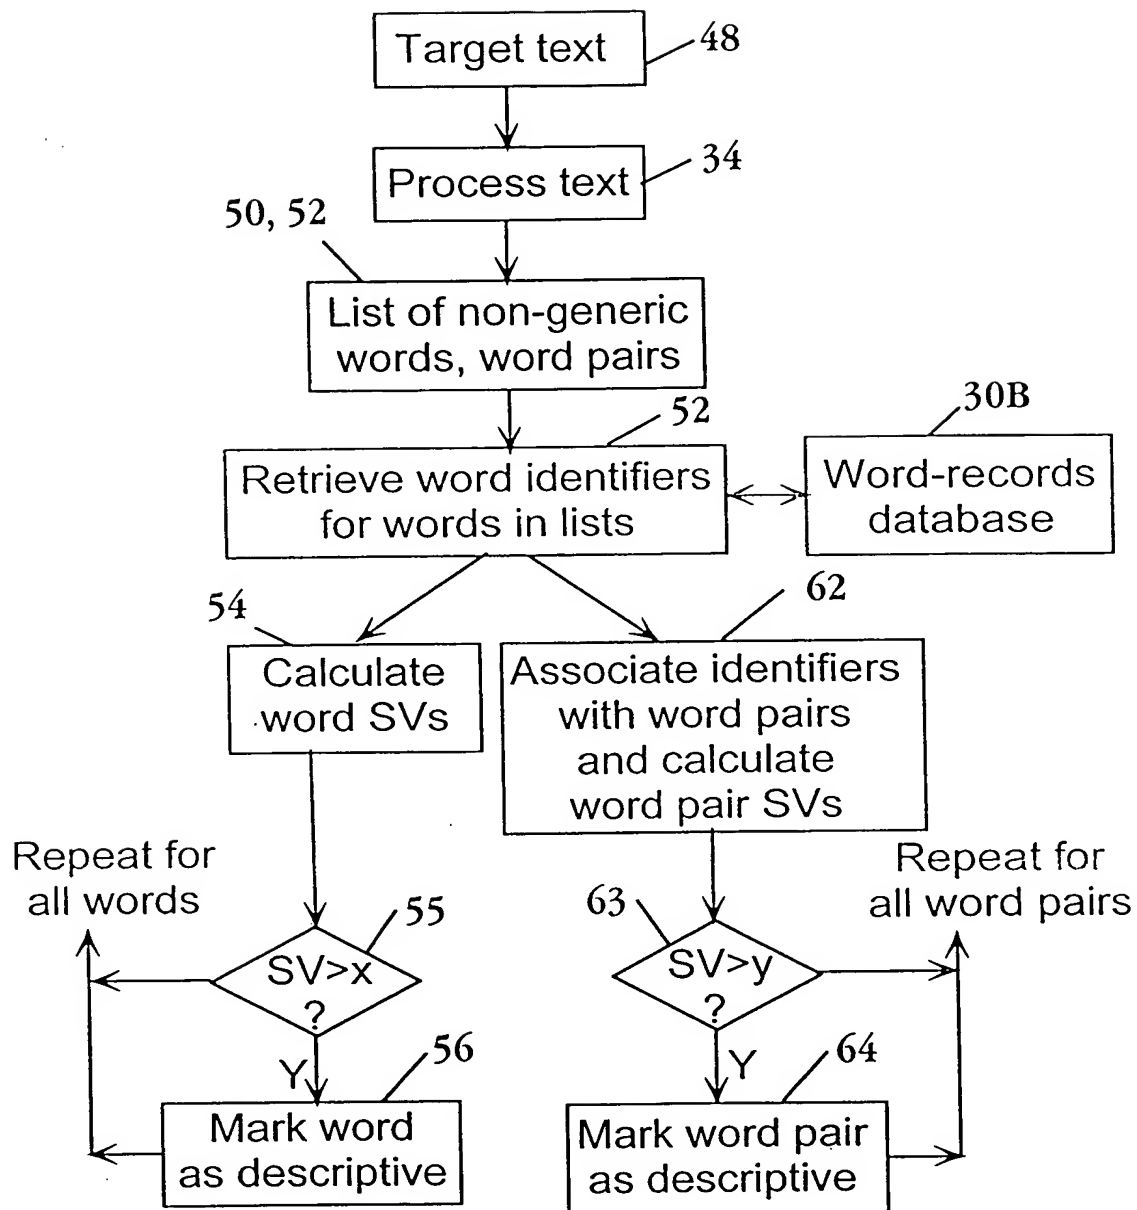 Target text
48
Process text
34
50, 52
List of non-generic
words, word pairs
52
30B
Retrieve word identifiers
for words in lists
Word-records
database
54
62
Calculate
word SVs
Associate identifiers
with word pairs
and calculate
word pair SVs
Repeat for
all words
Repeat for
all word pairs
55
63
SV>x
?
SV>y
?
Y
56
Y
64
Mark word
as descriptive
Mark word pair
as descriptive